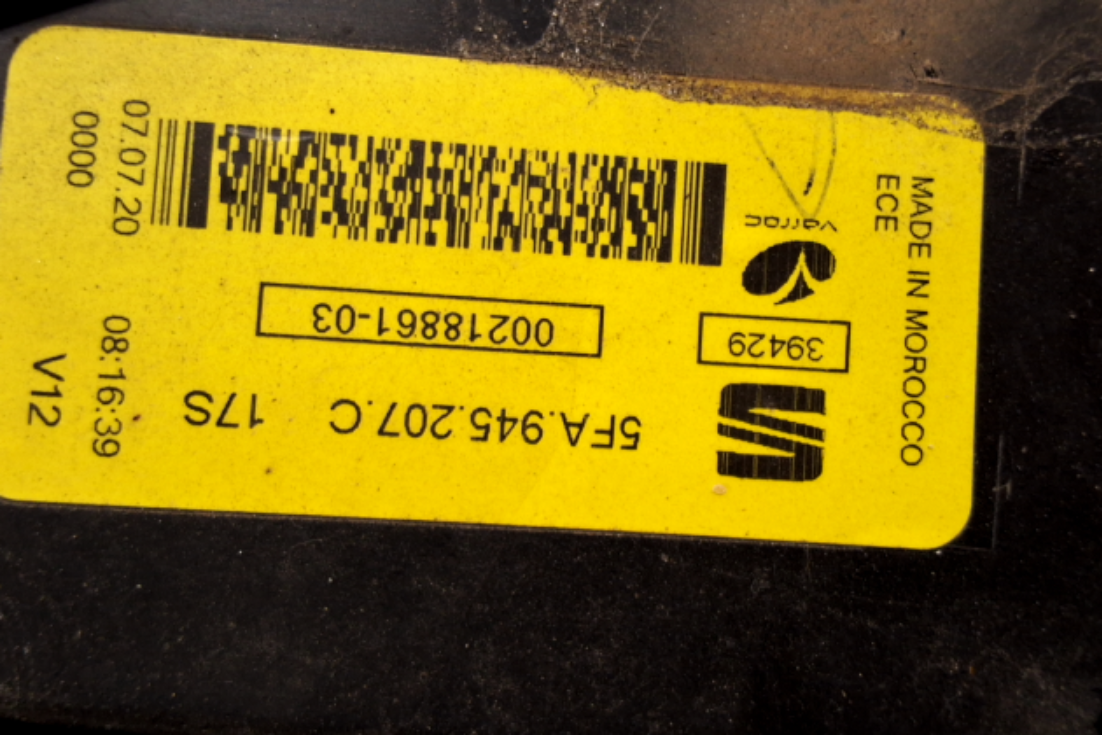 5FA.945.207.C 17S
39429
00218861-03
varroc
MADE IN MOROCCO
ECE
07.07.20 08:16:39
0000 V12